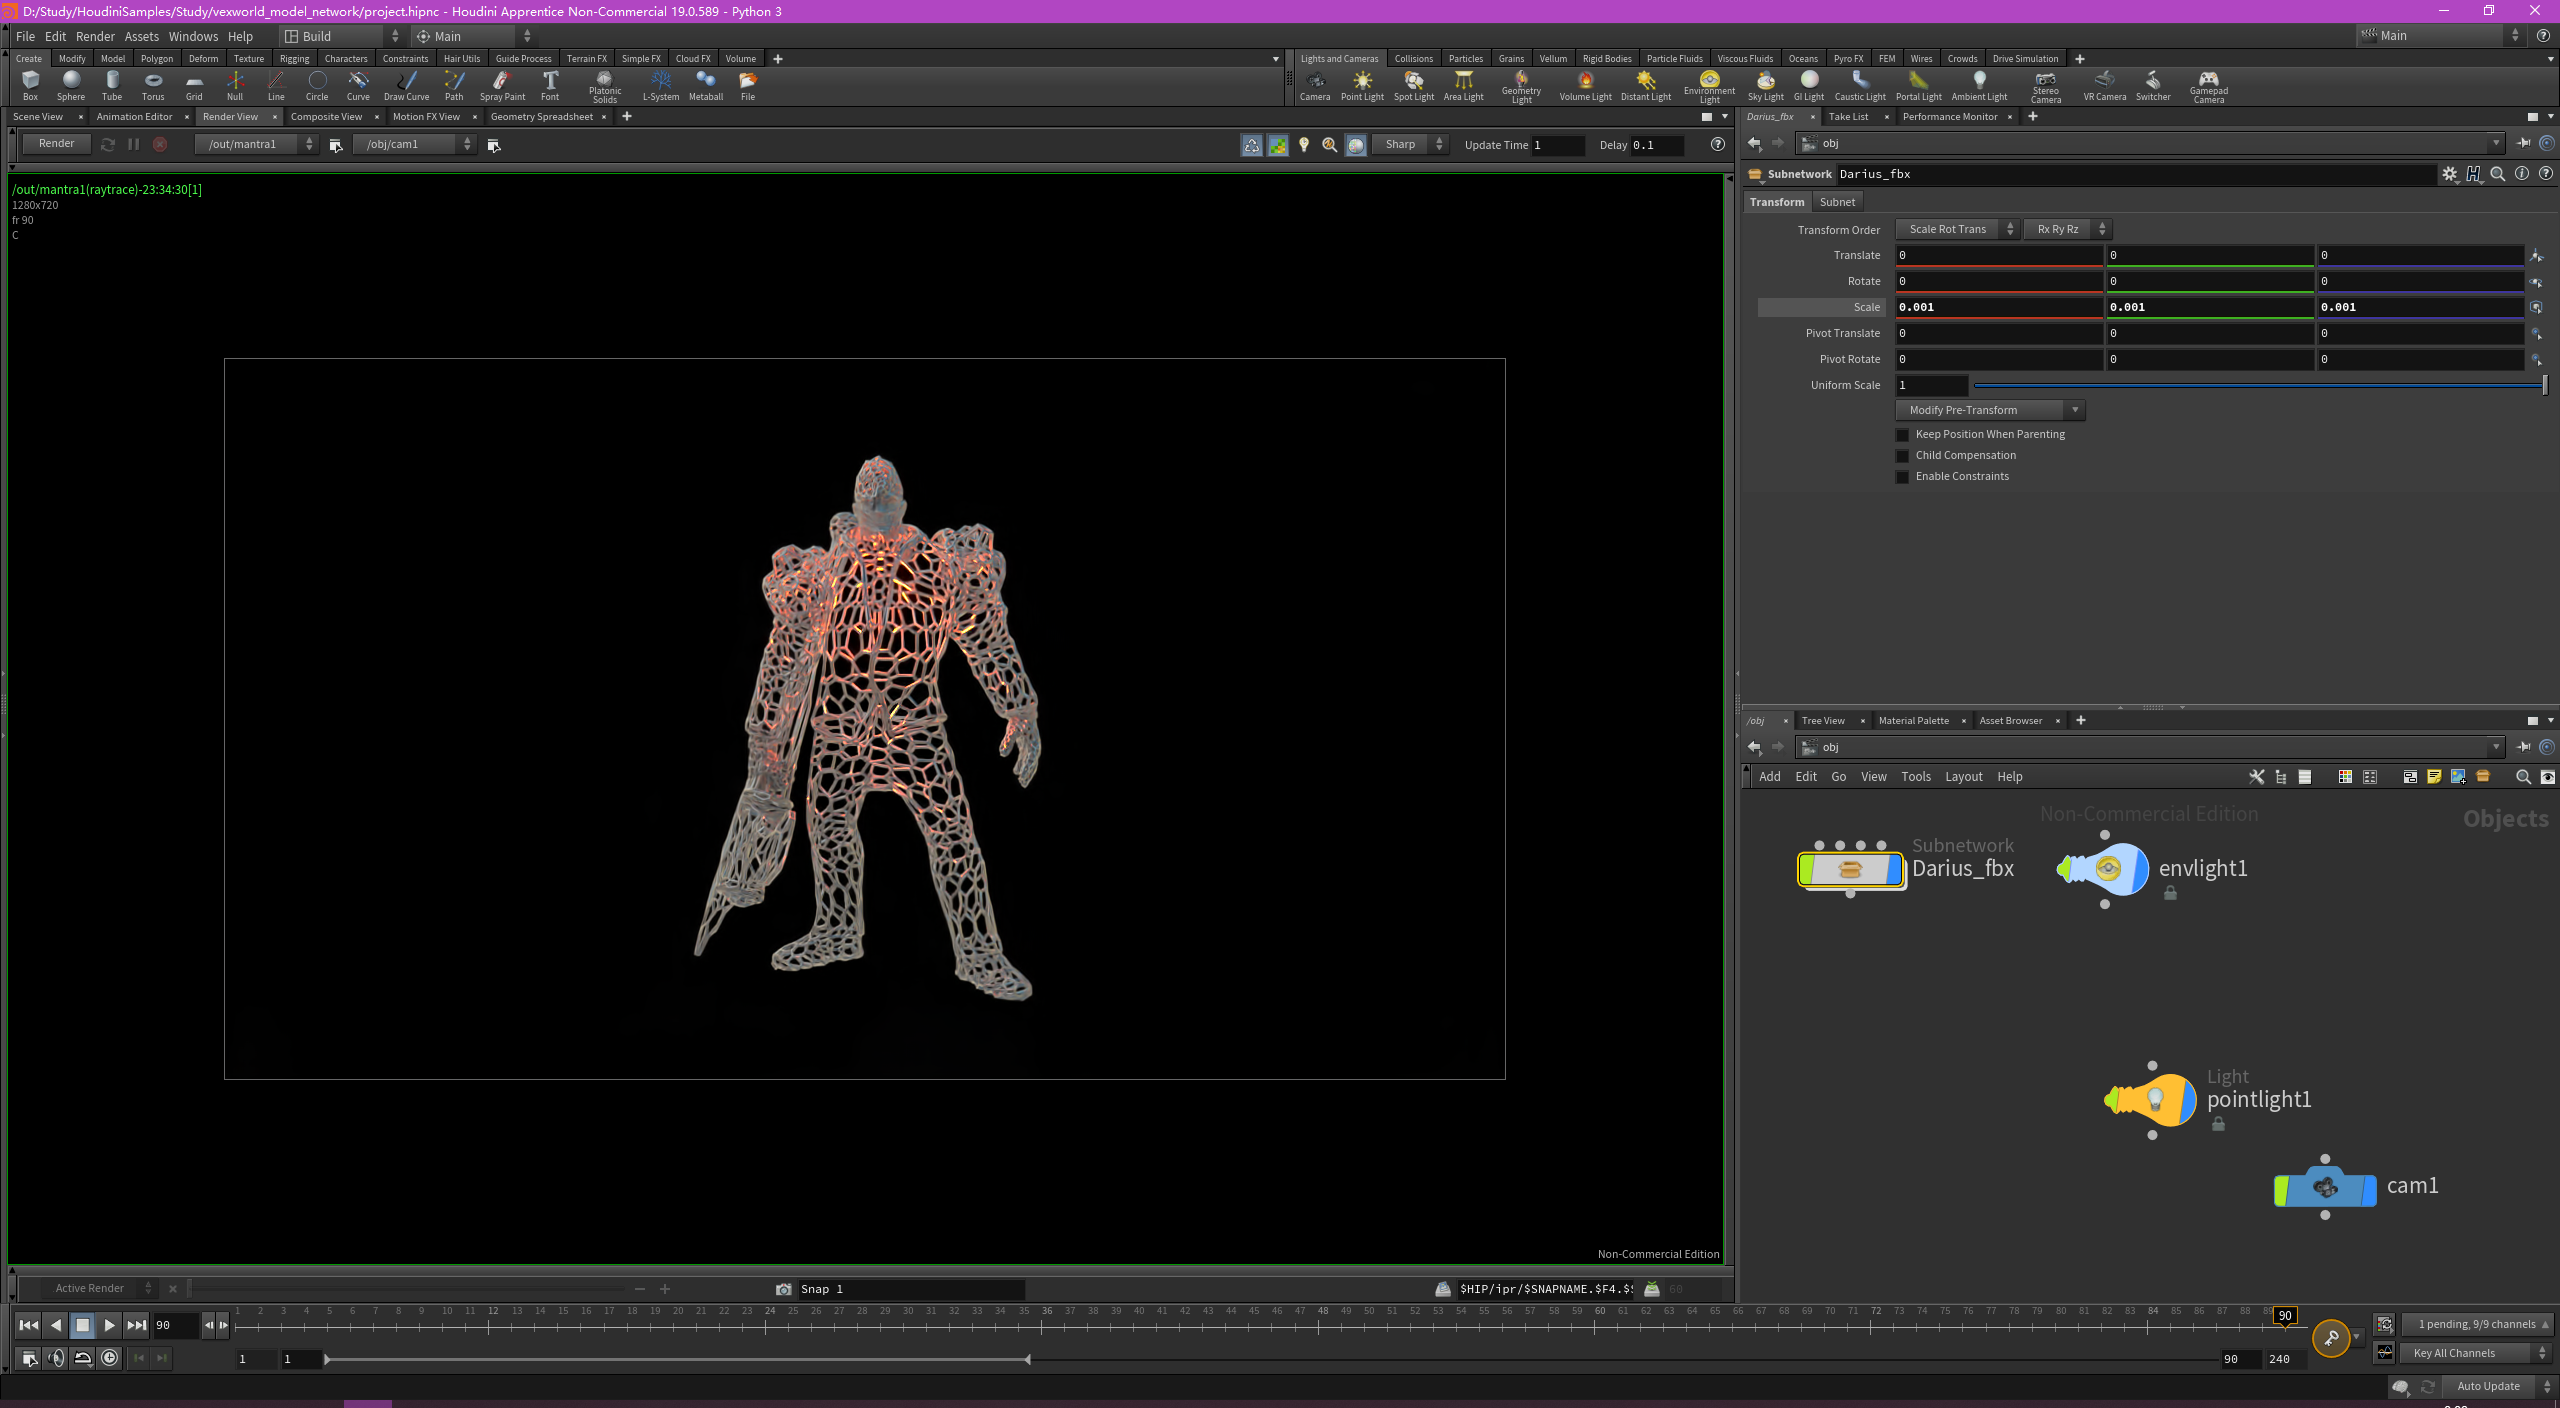 D:/Study/HoudiniSamples/Study/vexworld_model_network/project.hipnc - Houdini Apprentice Non-Commercial 19.0.589 - Python 3
File Edit Render Assets Windows Help Build Main Main
Create Modify Model Polygon Deform Texture Rigging Characters Constraints Hair Utils Guide Process Terrain FX Simple FX Cloud FX Volume
Lights and Cameras Collisions Particles Grains Vellum Rigid Bodies Particle Fluids Viscous Fluids Oceans Pyro FX FEM Wires Crowds Drive Simulation
Box Sphere Tube Torus Grid Null Line Circle Curve Draw Curve Path Spray Paint Font Platonic Solids L-System Metaball File
Camera Point Light Spot Light Area Light Geometry Light Volume Light Distant Light Environment Light Sky Light GI Light Caustic Light Portal Light Ambient Light Stereo Camera VR Camera Switcher Gamepad Camera
Scene View Animation Editor Render View Composite View Motion FX View Geometry Spreadsheet
Render /out/mantra1 /obj/cam1 Sharp Update Time 1 Delay 0.1
/out/mantra1(raytrace)-23:34:30[1]
1280x720
fr 90
C
Non-Commercial Edition
Active Render Snap 1 $HIP/ipr/$SNAPNAME.$F4.$ 60
Darius_fbx Take List Performance Monitor
obj
Subnetwork Darius_fbx
Transform Subnet
Transform Order Scale Rot Trans Rx Ry Rz
Translate 0 0 0
Rotate 0 0 0
Scale 0.001 0.001 0.001
Pivot Translate 0 0 0
Pivot Rotate 0 0 0
Uniform Scale 1
Modify Pre-Transform
Keep Position When Parenting
Child Compensation
Enable Constraints
/obj Tree View Material Palette Asset Browser
obj
Add Edit Go View Tools Layout Help
Non-Commercial Edition
Objects
Subnetwork
Darius_fbx
envlight1
Light
pointlight1
cam1
1 2 3 4 5 6 7 8 9 10 11 12 13 14 15 16 17 18 19 20 21 22 23 24 25 26 27 28 29 30 31 32 33 34 35 36 37 38 39 40 41 42 43 44 45 46 47 48 49 50 51 52 53 54 55 56 57 58 59 60 61 62 63 64 65 66 67 68 69 70 71 72 73 74 75 76 77 78 79 80 81 82 83 84 85 86 87 88 90
90
1 pending, 9/9 channels
1 1 90 240
Key All Channels
Auto Update